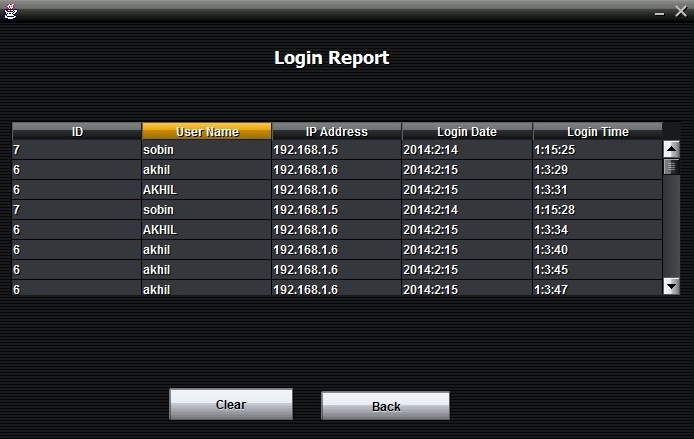 Login Report
ID User Name IP Address Login Date Login Time
7 sobin 192.168.1.5 2014:2:14 1:15:25
6 akhil 192.168.1.6 2014:2:15 1:3:29
6 AKHIL 192.168.1.6 2014:2:15 1:3:31
7 sobin 192.168.1.5 2014:2:14 1:15:28
6 AKHIL 192.168.1.6 2014:2:15 1:3:34
6 akhil 192.168.1.6 2014:2:15 1:3:40
6 akhil 192.168.1.6 2014:2:15 1:3:45
6 akhil 192.168.1.6 2014:2:15 1:3:47
Clear Back